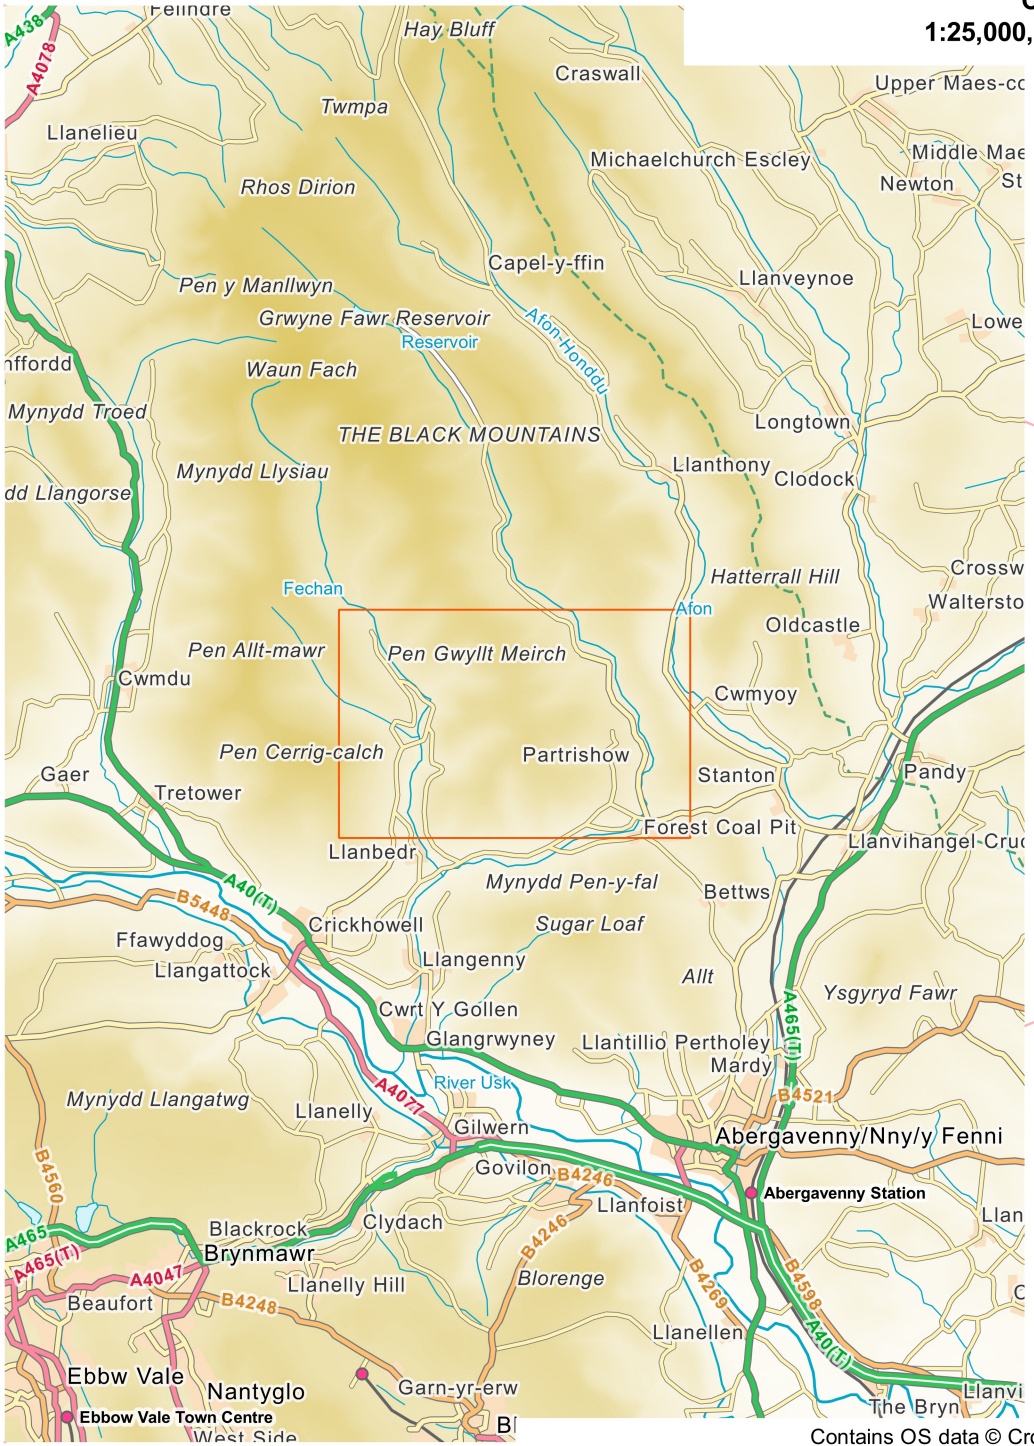 1:25,000,
A438
A4078
Felindre
Hay Bluff
Craswall
Upper Maes-co
Twmpa
Llanelieu
Michaelchurch Escley
Middle Mae
Rhos Dirion
Newton
St
Capel-y-ffin
Llanveynoe
Pen y Manllwyn
Grwyne Fawr Reservoir
Reservoir
Afon Honddu
Lowe
nffordd
Waun Fach
Mynydd Troed
THE BLACK MOUNTAINS
Longtown
Mynydd Llysiau
Llanthony
Clodock
dd Llangorse
Crossw
Fechan
Hatterrall Hill
Afon
Waltersto
Oldcastle
Pen Allt-mawr
Pen Gwyllt Meirch
Cwmdu
Cwmyoy
Pen Cerrig-calch
Partrishow
Gaer
Stanton
Pandy
Tretower
Forest Coal Pit
Llanvihangel Cruc
Llanbedr
A40(T)
B5448
Mynydd Pen-y-fal
Bettws
Crickhowell
Sugar Loaf
Ffawyddog
Llangattock
Llangenny
Allt
Ysgyryd Fawr
Cwrt Y Gollen
A465(T)
Glangrwyney
Llantillio Pertholey
Mardy
River Usk
A4077
B4521
Mynydd Llangatwg
Llanelly
Gilwern
Abergavenny/Nny/y Fenni
B4560
Govilon
B4246
Abergavenny Station
Llanfoist
Blackrock
Clydach
B4246
Llan
A465
A465(T)
Brynmawr
A4047
Llanelly Hill
Blorenge
B4269
B4598
Beaufort
B4248
Llanellen
A40(T)
Ebbw Vale
Nantyglo
Garn-yr-erw
Llanvi
The Bryn
Ebbow Vale Town Centre
West Side
Contains OS data © Cro